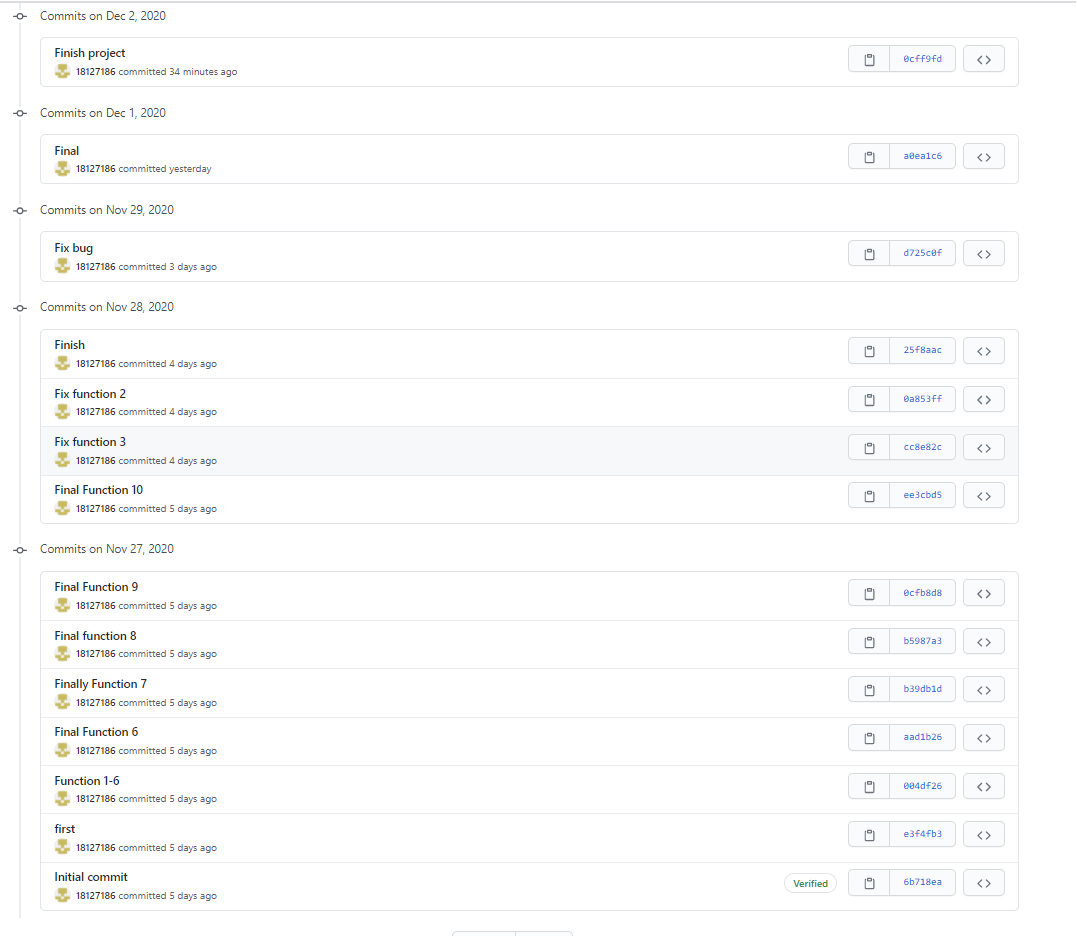 Commits on Dec 2, 2020
Finish project
0cff9fd
18127186 committed 34 minutes ago
Commits on Dec 1, 2020
Final
a0ea1c6
18127186 committed yesterday
Commits on Nov 29, 2020
Fix bug
d725c0f
18127186 committed 3 days ago
Commits on Nov 28, 2020
Finish
25f8aac
18127186 committed 4 days ago
Fix function 2
0a853ff
18127186 committed 4 days ago
Fix function 3
cc8e82c
18127186 committed 4 days ago
Final Function 10
ee3cbd5
18127186 committed 5 days ago
Commits on Nov 27, 2020
Final Function 9
0cfb8d8
18127186 committed 5 days ago
Final function 8
b5987a3
18127186 committed 5 days ago
Finally Function 7
b39db1d
18127186 committed 5 days ago
Final Function 6
aad1b26
18127186 committed 5 days ago
Function 1-6
004df26
18127186 committed 5 days ago
first
e3f4fb3
18127186 committed 5 days ago
Initial commit
Verified
6b718ea
18127186 committed 5 days ago